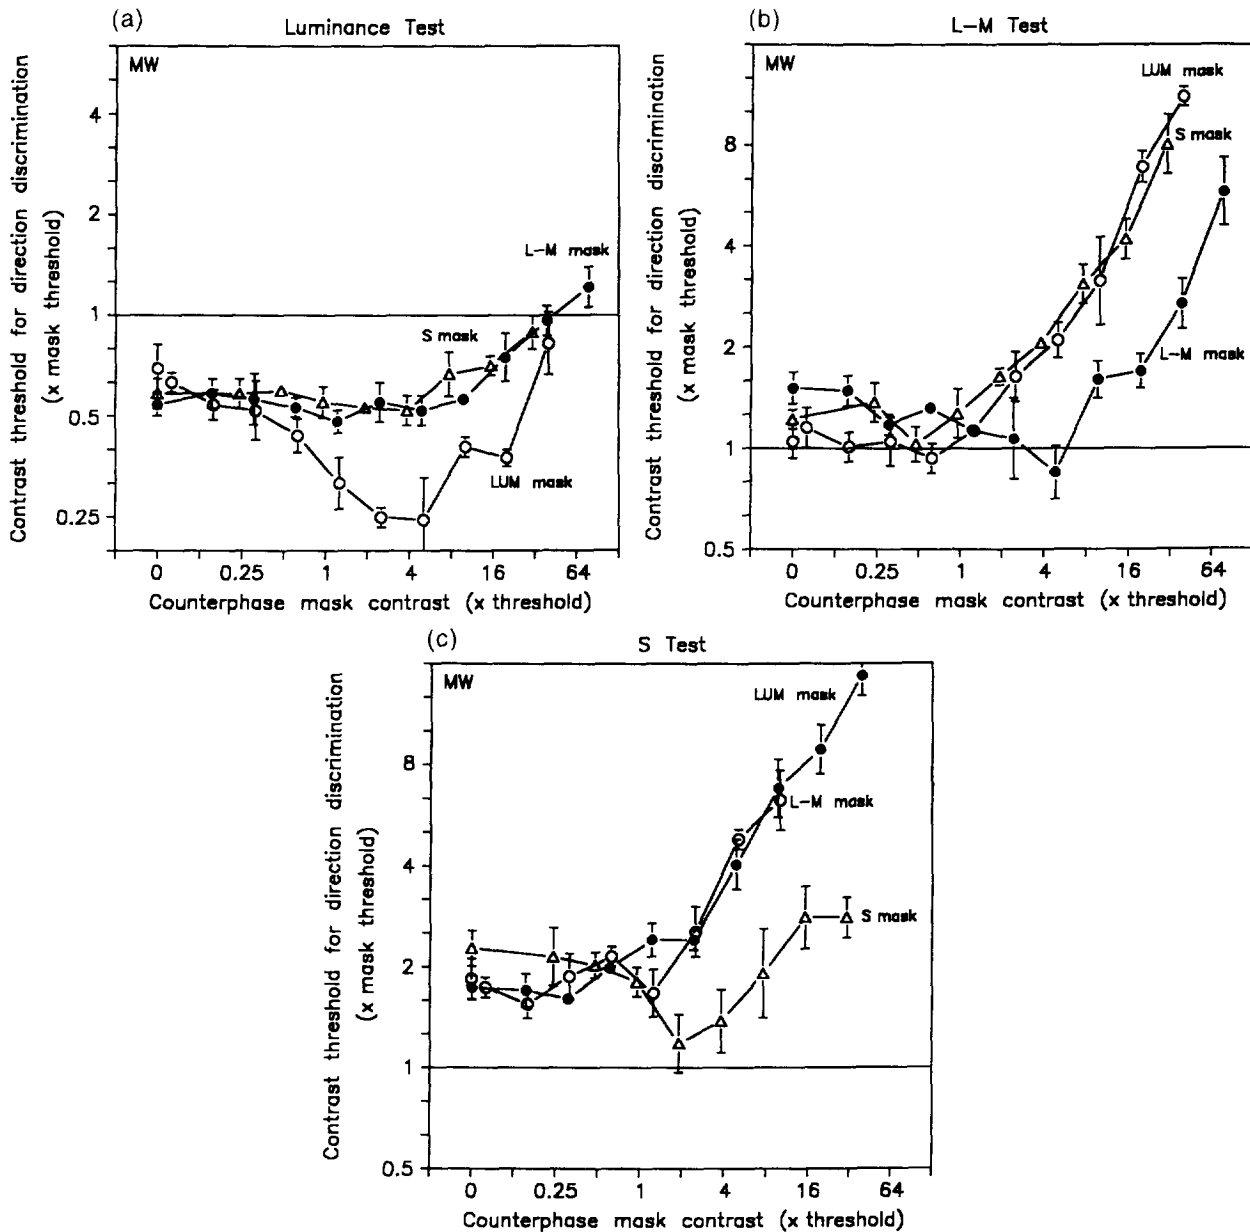 (a)
Luminance Test
MW
Contrast threshold for direction discrimination
(x mask threshold)
4
2
1
0.5
0.25
L-M mask
S mask
LUM mask
0 0.25 1 4 16 64
Counterphase mask contrast (x threshold)
(b)
L-M Test
MW
Contrast threshold for direction discrimination
(x mask threshold)
8
4
2
1
0.5
LUM mask
S mask
L-M mask
0 0.25 1 4 16 64
Counterphase mask contrast (x threshold)
(c)
S Test
MW
Contrast threshold for direction discrimination
(x mask threshold)
8
4
2
1
0.5
LUM mask
L-M mask
S mask
0 0.25 1 4 16 64
Counterphase mask contrast (x threshold)